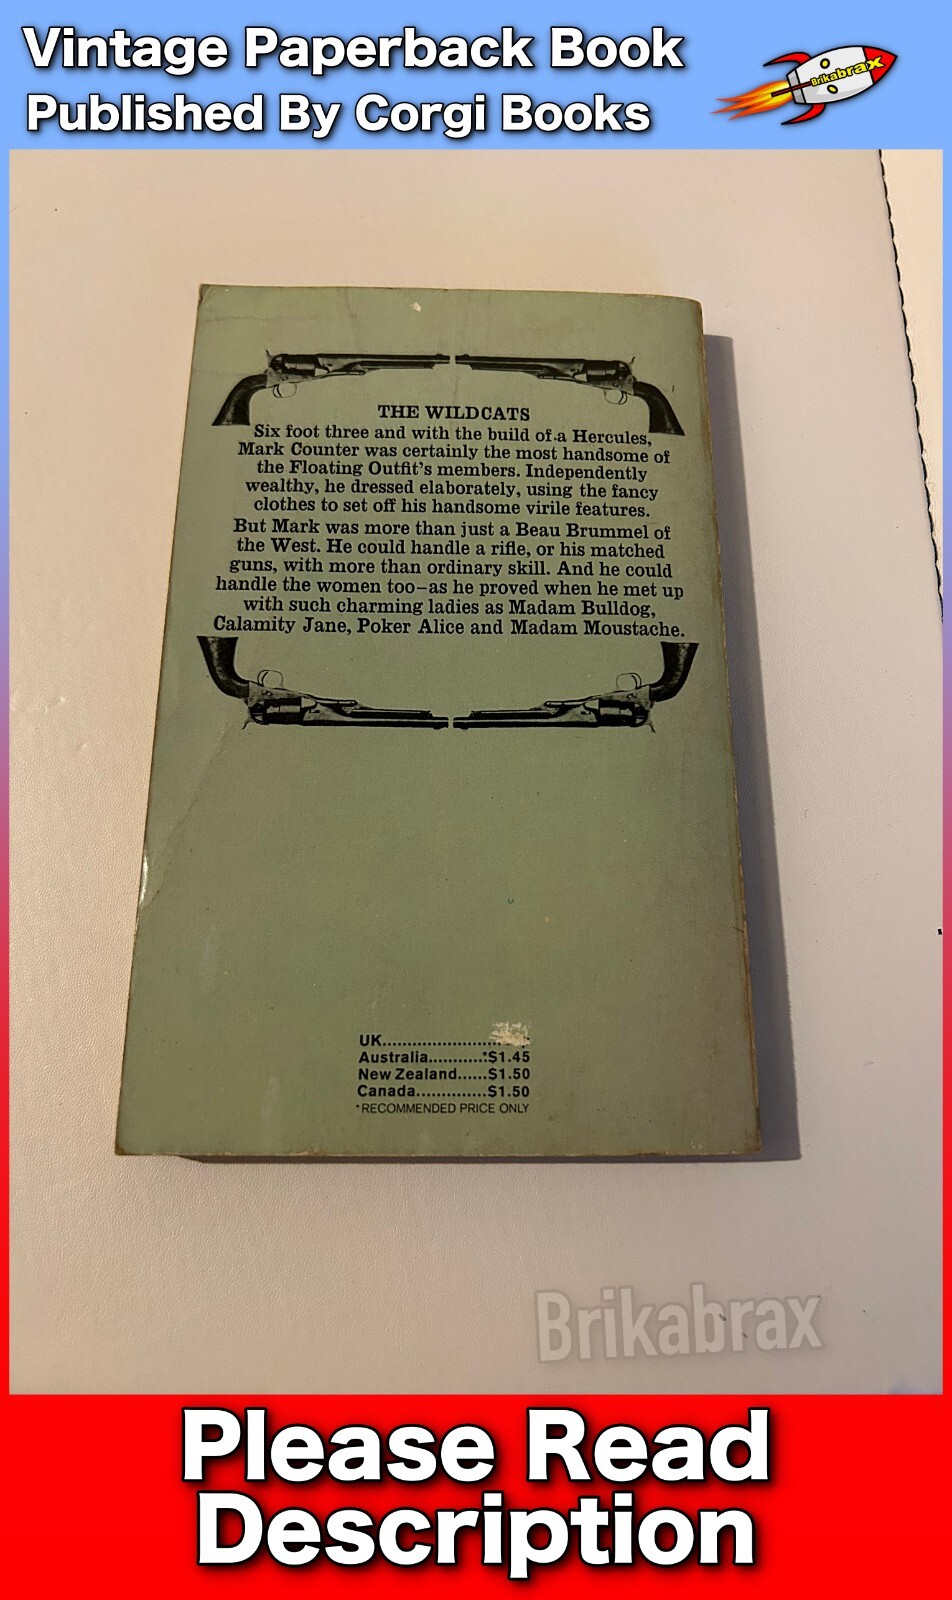 Vintage Paperback Book
Published By Corgi Books
Brikabrax
THE WILDCATS
Six foot three and with the build of a Hercules,
Mark Counter was certainly the most handsome of
the Floating Outfit's members. Independently
wealthy, he dressed elaborately, using the fancy
clothes to set off his handsome virile features.
But Mark was more than just a Beau Brummel of
the West. He could handle a rifle, or his matched
guns, with more than ordinary skill. And he could
handle the women too—as he proved when he met up
with such charming ladies as Madam Bulldog,
Calamity Jane, Poker Alice and Madam Moustache.
UK.......................
Australia...........*$1.45
New Zealand......$1.50
Canada..............$1.50
*RECOMMENDED PRICE ONLY
Brikabrax
Please Read
Description